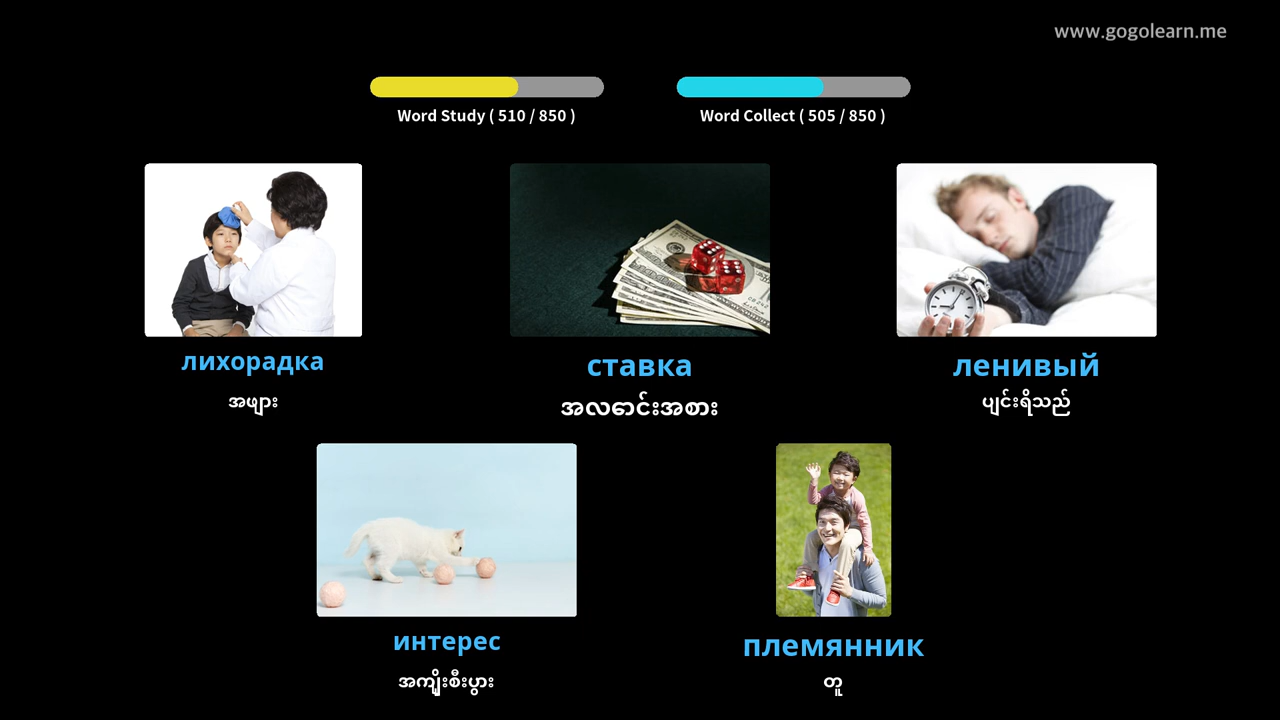 www.gogolearn.me
Word Study ( 510 / 850 )
Word Collect ( 505 / 850 )
лихорадка
အဖျား
ставка
အလောင်းအစား
ленивый
ပျင်းရိသည်
интерес
အကျိုးစီးပွား
племянник
တူ